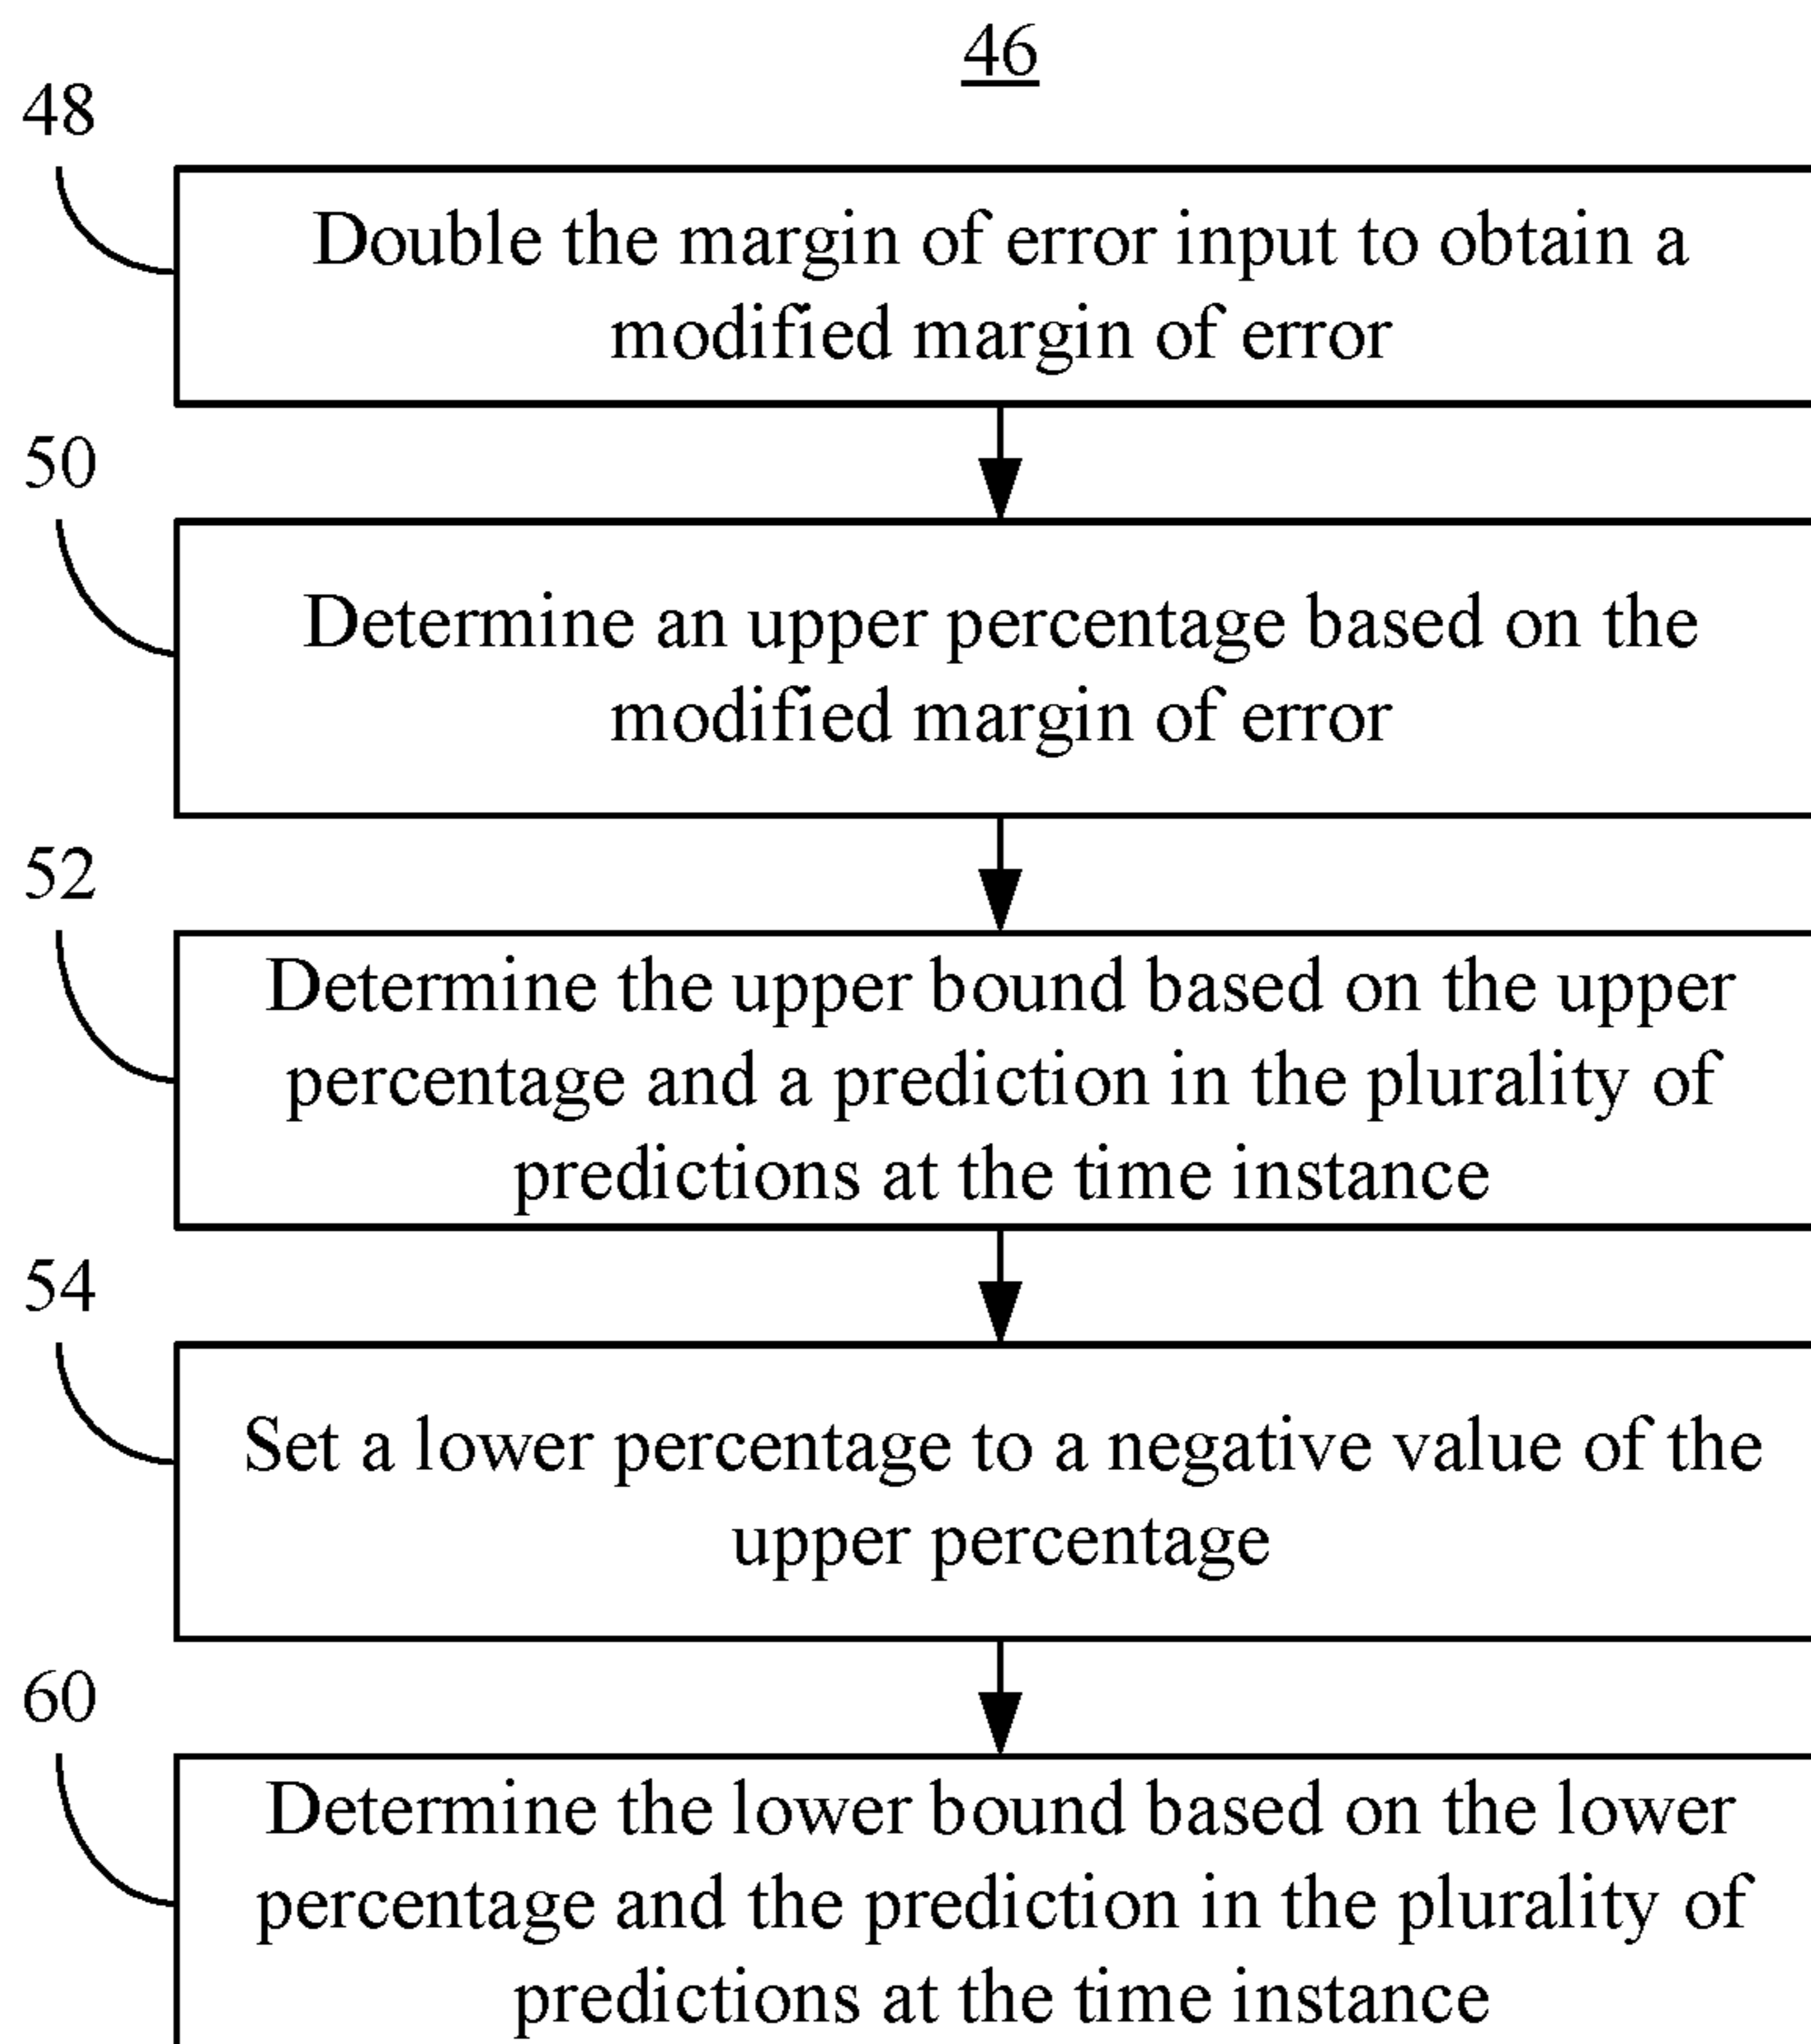 46
48
Double the margin of error input to obtain a
modified margin of error
50
Determine an upper percentage based on the
modified margin of error
52
Determine the upper bound based on the upper
percentage and a prediction in the plurality of
predictions at the time instance
54
Set a lower percentage to a negative value of the
upper percentage
60
Determine the lower bound based on the lower
percentage and the prediction in the plurality of
predictions at the time instance